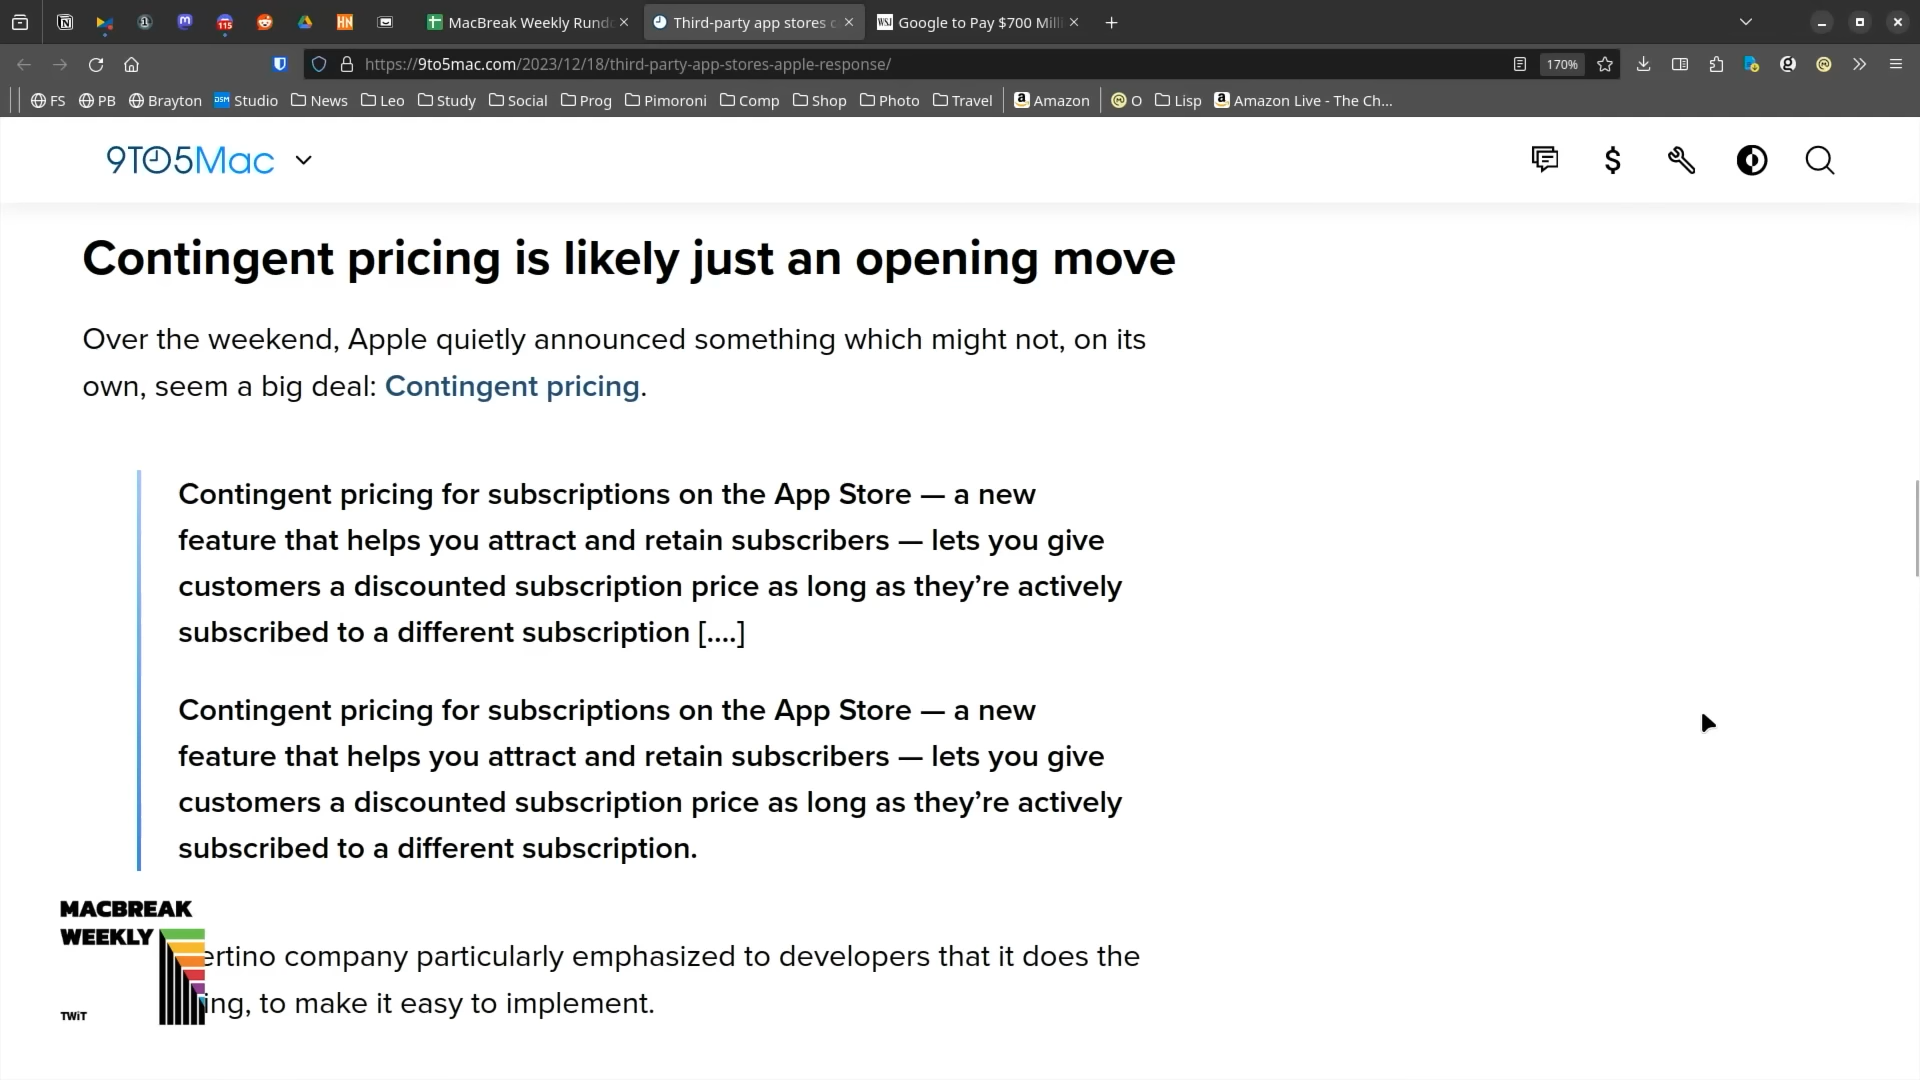 MacBreak Weekly Rund
Third-party app stores c
WSJ Google to Pay $700 Mill
115
HN
https://9to5mac.com/2023/12/18/third-party-app-stores-apple-response/
170%
FS PB Brayton DSM Studio News Leo Study Social Prog Pimoroni Comp Shop Photo Travel Amazon O Lisp Amazon Live - The Ch...
9TO5Mac
Contingent pricing is likely just an opening move
Over the weekend, Apple quietly announced something which might not, on its
own, seem a big deal: Contingent pricing.
Contingent pricing for subscriptions on the App Store — a new
feature that helps you attract and retain subscribers — lets you give
customers a discounted subscription price as long as they’re actively
subscribed to a different subscription [….]
Contingent pricing for subscriptions on the App Store — a new
feature that helps you attract and retain subscribers — lets you give
customers a discounted subscription price as long as they’re actively
subscribed to a different subscription.
ertino company particularly emphasized to developers that it does the
ing, to make it easy to implement.
MACBREAK
WEEKLY
TWiT